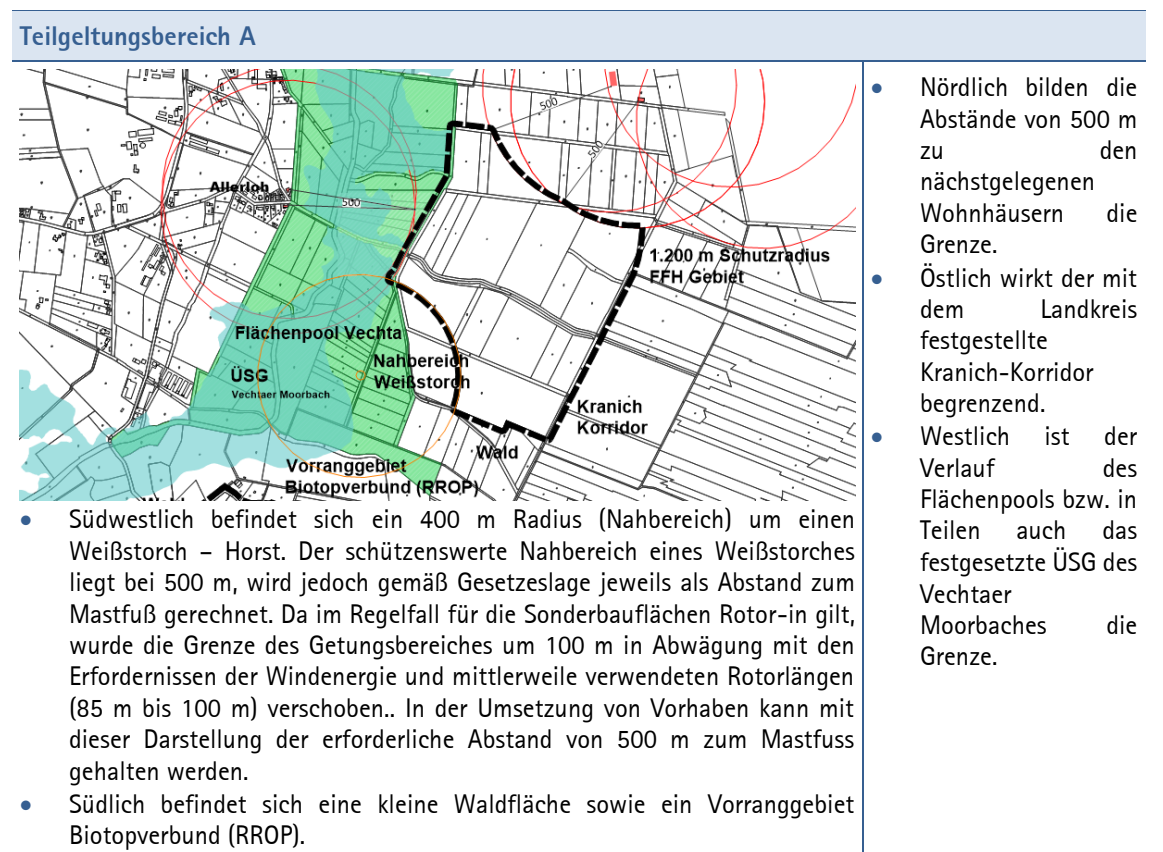 Teilgeltungsbereich A
500
500
Allerloh
500
1.200 m Schutzradius
FFH Gebiet
Flächenpool Vechta
Nahbereich
Weißstorch
ÜSG
Vechtaer Moorbach
Kranich
Korridor
Wald
Vorranggebiet
Biotopverbund (RROP)
• Südwestlich befindet sich ein 400 m Radius (Nahbereich) um einen
Weißstorch – Horst. Der schützenswerte Nahbereich eines Weißstorches
liegt bei 500 m, wird jedoch gemäß Gesetzeslage jeweils als Abstand zum
Mastfuß gerechnet. Da im Regelfall für die Sonderbauflächen Rotor-in gilt,
wurde die Grenze des Getungsbereiches um 100 m in Abwägung mit den
Erfordernissen der Windenergie und mittlerweile verwendeten Rotorlängen
(85 m bis 100 m) verschoben.. In der Umsetzung von Vorhaben kann mit
dieser Darstellung der erforderliche Abstand von 500 m zum Mastfuss
gehalten werden.
• Südlich befindet sich eine kleine Waldfläche sowie ein Vorranggebiet
Biotopverbund (RROP).
• Nördlich bilden die
Abstände von 500 m
zu den
nächstgelegenen
Wohnhäusern die
Grenze.
• Östlich wirkt der mit
dem Landkreis
festgestellte
Kranich-Korridor
begrenzend.
• Westlich ist der
Verlauf des
Flächenpools bzw. in
Teilen auch das
festgesetzte ÜSG des
Vechtaer
Moorbaches die
Grenze.